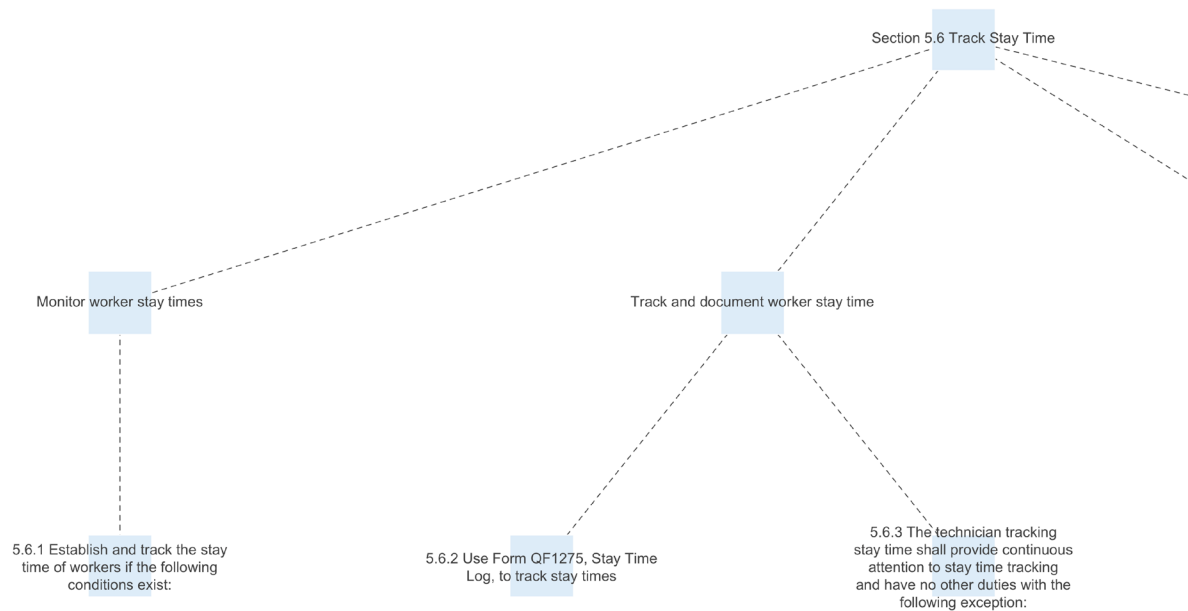 Section 5.6 Track Stay Time
Monitor worker stay times
Track and document worker stay time
5.6.1 Establish and track the stay
time of workers if the following
conditions exist:
5.6.2 Use Form QF1275, Stay Time
Log, to track stay times
5.6.3 The technician tracking
stay time shall provide continuous
attention to stay time tracking
and have no other duties with the
following exception: